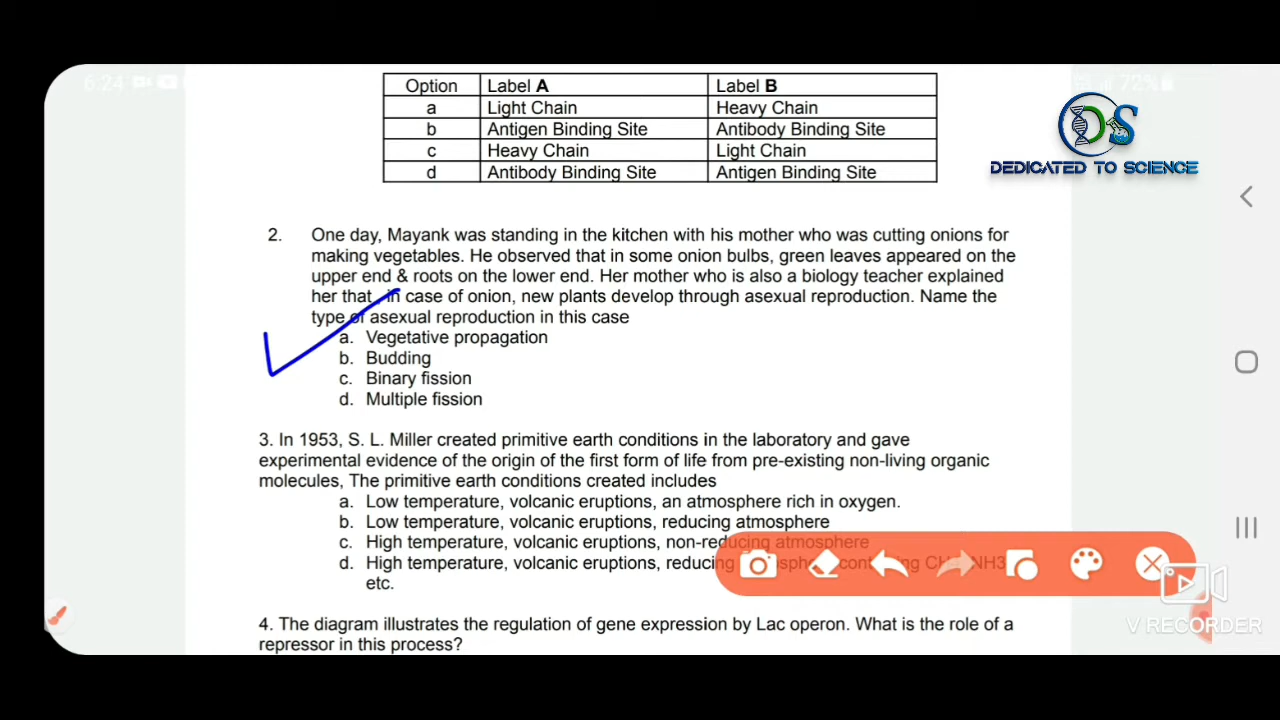 6:24
72%
Option Label A Label B
a Light Chain Heavy Chain
b Antigen Binding Site Antibody Binding Site
c Heavy Chain Light Chain
d Antibody Binding Site Antigen Binding Site
DS
DEDICATED TO SCIENCE
2. One day, Mayank was standing in the kitchen with his mother who was cutting onions for
making vegetables. He observed that in some onion bulbs, green leaves appeared on the
upper end & roots on the lower end. Her mother who is also a biology teacher explained
her that , in case of onion, new plants develop through asexual reproduction. Name the
type of asexual reproduction in this case
a. Vegetative propagation
b. Budding
c. Binary fission
d. Multiple fission
3. In 1953, S. L. Miller created primitive earth conditions in the laboratory and gave
experimental evidence of the origin of the first form of life from pre-existing non-living organic
molecules, The primitive earth conditions created includes
a. Low temperature, volcanic eruptions, an atmosphere rich in oxygen.
b. Low temperature, volcanic eruptions, reducing atmosphere
c. High temperature, volcanic eruptions, non-reducing atmosphere
d. High temperature, volcanic eruptions, reducing NH3
etc.
V RECORDER
4. The diagram illustrates the regulation of gene expression by Lac operon. What is the role of a
repressor in this process?